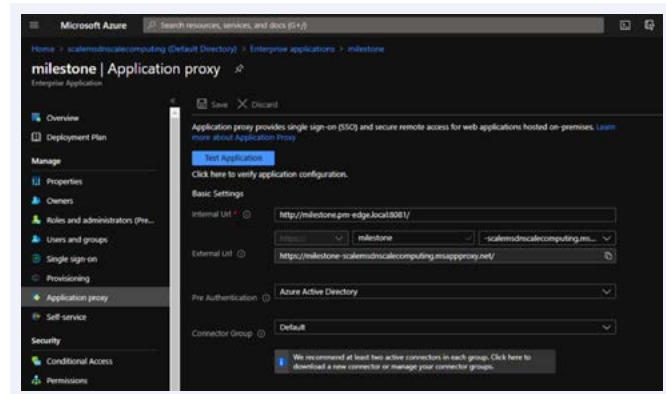 Microsoft Azure
Search resources, services, and docs (G+/)
Home > scalemsdnscalecomputing (Default Directory) > Enterprise applications > milestone
milestone | Application proxy
Enterprise Application
Save
Discard
Overview
Deployment Plan
Manage
Properties
Owners
Roles and administrators (Pre...
Users and groups
Single sign-on
Provisioning
Application proxy
Self-service
Security
Conditional Access
Permissions
Application proxy provides single sign-on (SSO) and secure remote access for web applications hosted on-premises. Learn
more about Application Proxy
Test Application
Click here to verify application configuration.
Basic Settings
Internal Url *
http://milestone.pm-edge.local:8081/
https://
milestone
-scalemsdnscalecomputing.ms...
External Url
https://milestone-scalemsdnscalecomputing.msappproxy.net/
Pre Authentication
Azure Active Directory
Connector Group
Default
We recommend at least two active connectors in each group. Click here to
download a new connector or manage your connector groups.